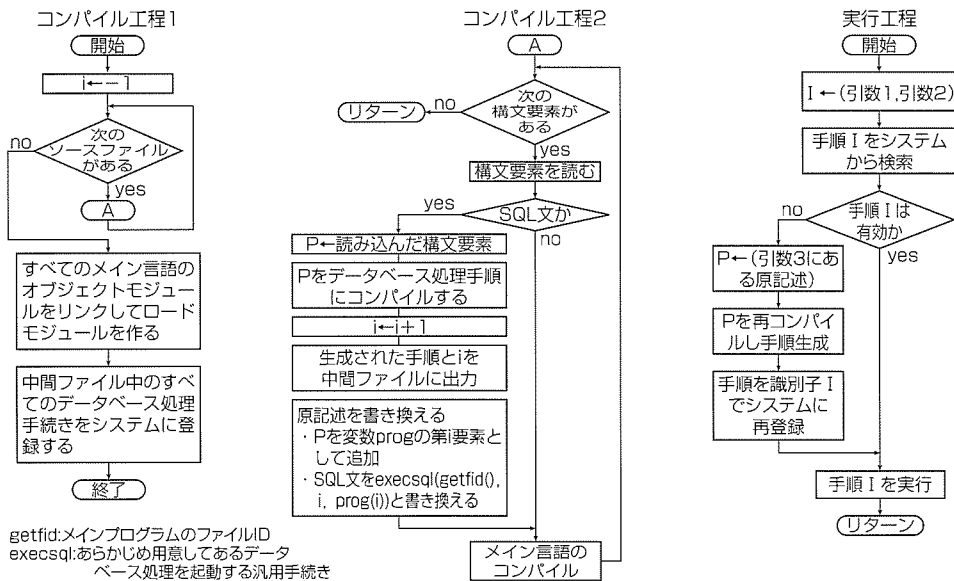 コンパイル工程1
開始
i←−1
次の
ソースファイル
がある
no
yes
A
すべてのメイン言語の
オブジェクトモジュー
ルをリンクしてロード
モジュールを作る
中間ファイル中のすべ
てのデータベース処理
手続きをシステムに登
録する
終了
getfid:メインプログラムのファイルID
execsql:あらかじめ用意してあるデータ
ベース処理を起動する汎用手続き
コンパイル工程2
A
次の
構文要素が
ある
no
リターン
yes
構文要素を読む
SQL文か
yes
no
P←読み込んだ構文要素
Pをデータベース処理手順
にコンパイルする
i←i+1
生成された手順とiを
中間ファイルに出力
原記述を書き換える
・Pを変数progの第i要素と
して追加
・SQL文をexecsql(getfid(),
i, prog(i))と書き換える
メイン言語の
コンパイル
実行工程
開始
I←(引数1,引数2)
手順Iをシステム
から検索
手順Iは
有効か
no
yes
P←(引数3にあ
る原記述)
Pを再コンパ
イルし手順生成
手順を識別子I
でシステムに
再登録
手順Iを実行
リターン